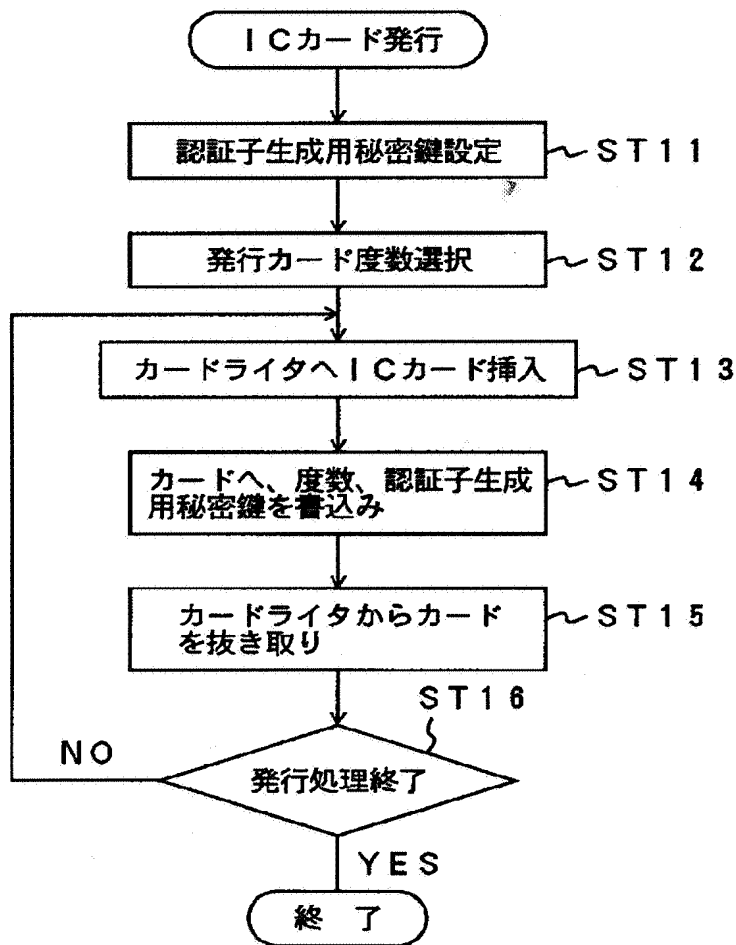 ICカード発行
認証子生成用秘密鍵設定
ST11
発行カード度数選択
ST12
カードライタへICカード挿入
ST13
カードへ、度数、認証子生成
用秘密鍵を書込み
ST14
カードライタからカード
を抜き取り
ST15
ST16
NO
発行処理終了
YES
終 了